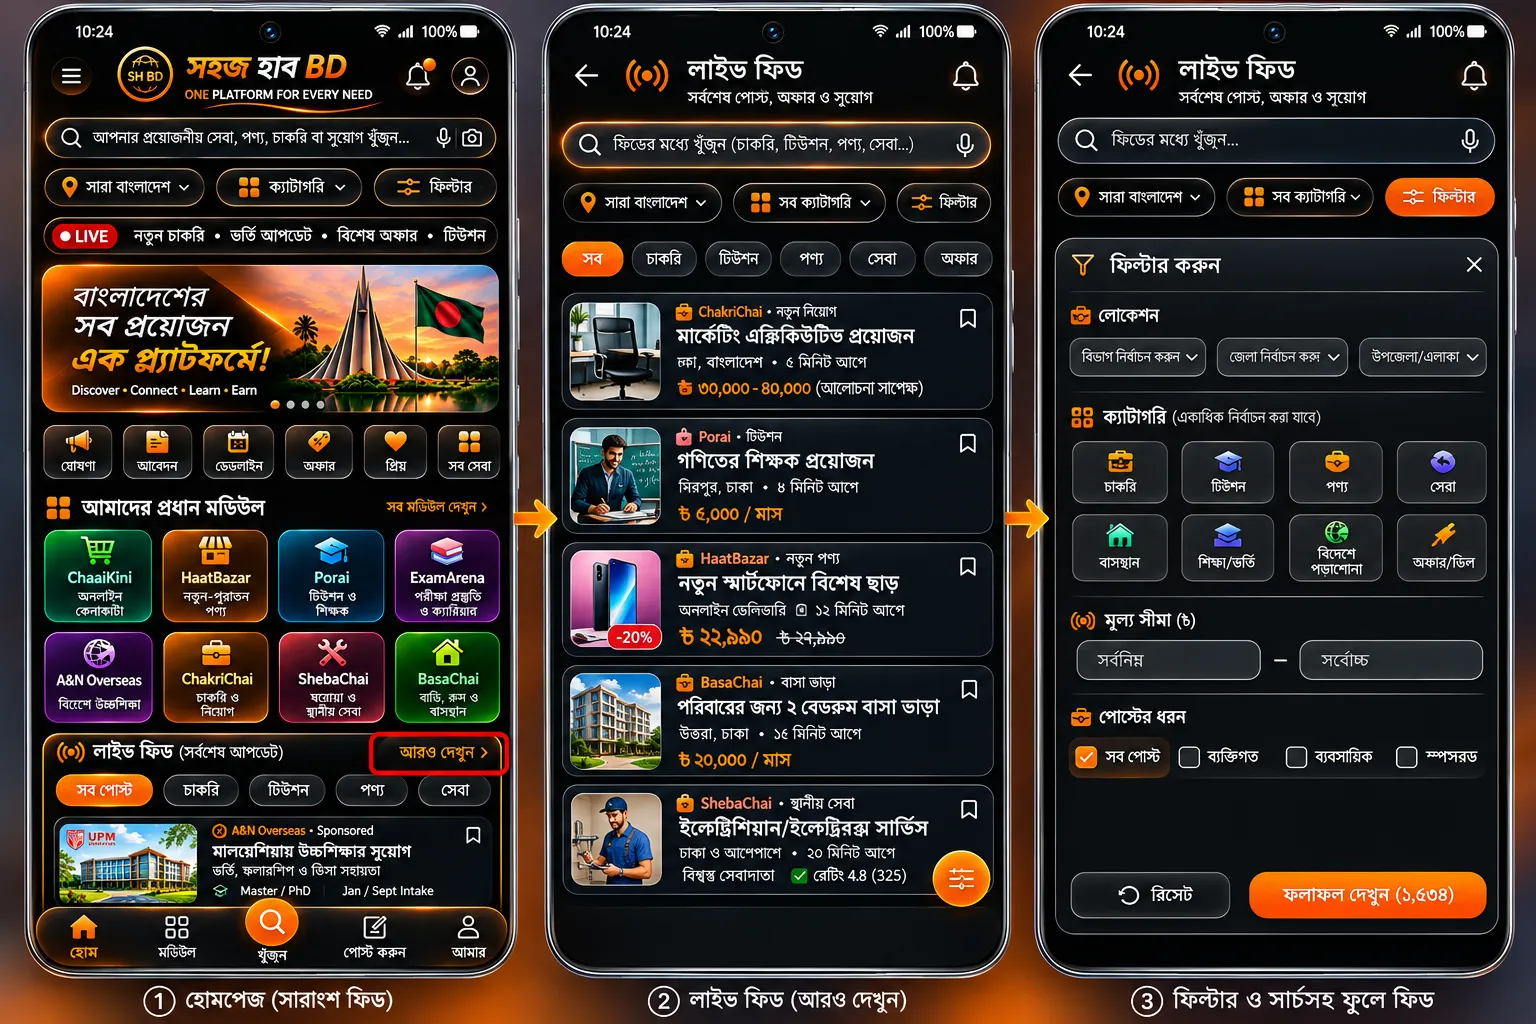 10:24
100%
SH BD
সহজ হাব BD
ONE PLATFORM FOR EVERY NEED
আপনার প্রয়োজনীয় সেবা, পণ্য, চাকরি বা সুযোগ খুঁজুন...
সারা বাংলাদেশ
ক্যাটাগরি
ফিল্টার
LIVE
নতুন চাকরি • ভর্তি আপডেট • বিশেষ অফার • টিউশন
বাংলাদেশের
সব প্রয়োজন
এক প্ল্যাটফর্মে!
Discover • Connect • Learn • Earn
ঘোষণা
আবেদন
ডেডলাইন
অফার
প্রিয়
সব সেবা
আমাদের প্রধান মডিউল
সব মডিউল দেখুন >
ChaaiKini
অনলাইন
কেনাকাটা
HaatBazar
নতুন-পুরাতন
পণ্য
Porai
টিউশন ও
শিক্ষক
ExamArena
পরীক্ষা প্রস্তুতি
ও ক্যারিয়ার
A&N Overseas
বিদেশে উচ্চশিক্ষা
ChakriChai
চাকরি ও
নিয়োগ
ShebaChai
ঘরোয়া ও
স্থানীয় সেবা
BasaChai
বাড়ি, রুম ও
বাসস্থান
লাইভ ফিড (সর্বশেষ আপডেট)
আরও দেখুন >
সব পোস্ট
চাকরি
টিউশন
পণ্য
সেবা
UPM
A&N Overseas • Sponsored
মালয়েশিয়ায় উচ্চশিক্ষার সুযোগ
ভর্তি, স্কলারশিপ ও ভিসা সহায়তা
Master / PhD
Jan / Sept Intake
হোম
মডিউল
খুঁজুন
পোস্ট করুন
আমার
1 হোমপেজ (সারাংশ ফিড)
10:24
100%
লাইভ ফিড
সর্বশেষ পোস্ট, অফার ও সুযোগ
ফিডের মধ্যে খুঁজুন (চাকরি, টিউশন, পণ্য, সেবা...)
সারা বাংলাদেশ
সব ক্যাটাগরি
ফিল্টার
সব
চাকরি
টিউশন
পণ্য
সেবা
অফার
ChakriChai • নতুন নিয়োগ
মার্কেটিং এক্সিকিউটিভ প্রয়োজন
বাংলাদেশ • ৫ মিনিট আগে
৩০,০০০ - ৪০,০০০ (আলোচনা সাপেক্ষ)
Porai • টিউশন
গণিতের শিক্ষক প্রয়োজন
মিরপুর, ঢাকা • ৪ মিনিট আগে
৳ ৫,০০০ / মাস
-20%
HaatBazar • নতুন পণ্য
নতুন স্মার্টফোনে বিশেষ ছাড়
অনলাইন ডেলিভারি ১২ মিনিট আগে
৳ ২২,৯৯০ ৳ ২৭,৯৯০
BasaChai • বাসা ভাড়া
পরিবারের জন্য ২ বেডরুম বাসা ভাড়া
উত্তরা, ঢাকা • ১৫ মিনিট আগে
৳ ২০,০০০ / মাস
ShebaChai • স্থানীয় সেবা
ইলেকট্রিশিয়ান/ সার্ভিস
ঢাকা ও আশেপাশে • ২০ মিনিট আগে
বিশ্বস্ত সেবাদাতা রেটিং 4.8 (325)
2 লাইভ ফিড (আরও দেখুন)
10:24
100%
লাইভ ফিড
সর্বশেষ পোস্ট, অফার ও সুযোগ
ফিডের মধ্যে খুঁজুন...
সারা বাংলাদেশ
সব ক্যাটাগরি
ফিল্টার
ফিল্টার করুন
লোকেশন
বিভাগ নির্বাচন করুন
জেলা নির্বাচন করুন
উপজেলা/এলাকা
ক্যাটাগরি (একাধিক নির্বাচন করা যাবে)
চাকরি
টিউশন
পণ্য
সেবা
বাসস্থান
শিক্ষা/ভর্তি
বিদেশে
পড়াশোনা
অফার/ডিল
মূল্য সীমা (৳)
সর্বনিম্ন
–
সর্বোচ্চ
পোস্টের ধরন
সব পোস্ট
ব্যক্তিগত
ব্যবসায়িক
স্পন্সরড
রিসেট
ফলাফল দেখুন (১,৫৩৪)
3 ফিল্টার ও সার্চসহ ফুলে ফিড